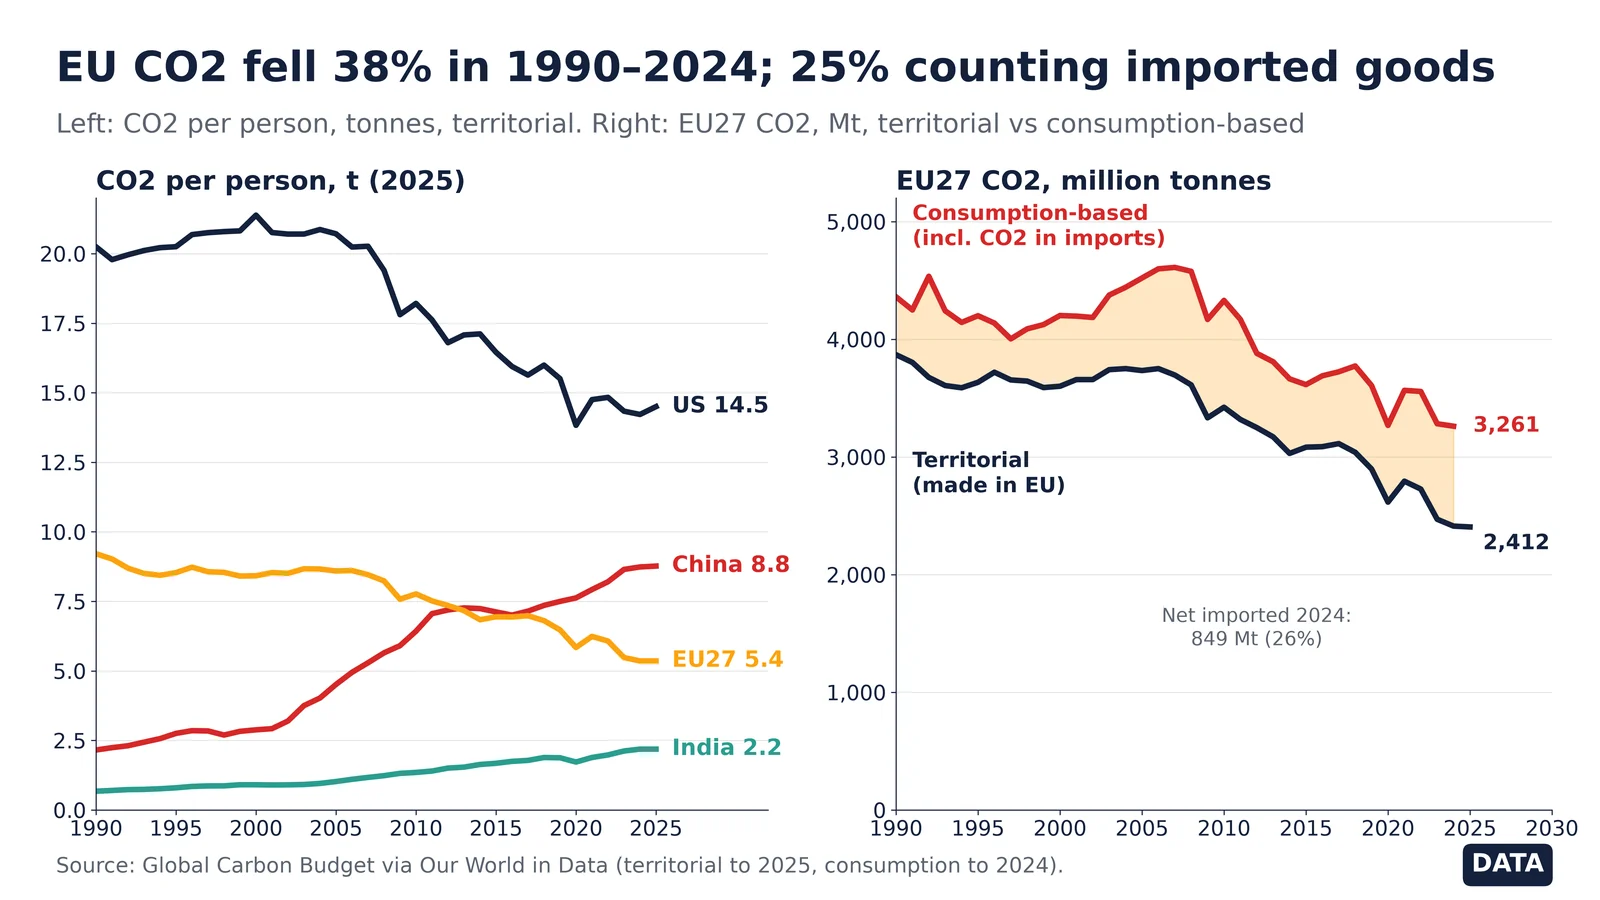 EU CO2 fell 38% in 1990–2024; 25% counting imported goods
Left: CO2 per person, tonnes, territorial. Right: EU27 CO2, Mt, territorial vs consumption-based
CO2 per person, t (2025)
20.0
17.5
15.0
12.5
10.0
7.5
5.0
2.5
0.0
US 14.5
China 8.8
EU27 5.4
India 2.2
1990 1995 2000 2005 2010 2015 2020 2025
EU27 CO2, million tonnes
5,000
4,000
3,000
2,000
1,000
0
Consumption-based
(incl. CO2 in imports)
3,261
Territorial
(made in EU)
2,412
Net imported 2024:
849 Mt (26%)
1990 1995 2000 2005 2010 2015 2020 2025 2030
Source: Global Carbon Budget via Our World in Data (territorial to 2025, consumption to 2024).
DATA